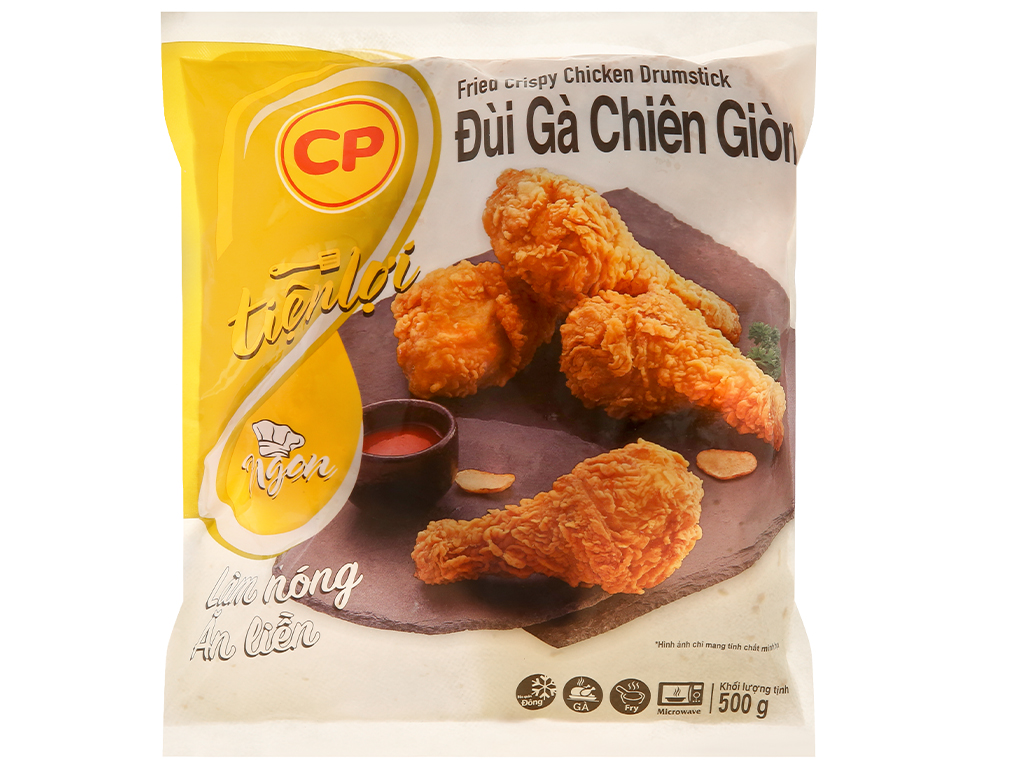 CP
Fried Crispy Chicken Drumstick
Đùi Gà Chiên Giòn
tiện lợi
Ngon
Làm nóng
Ăn liền
*Hình ảnh chỉ mang tính chất minh
Đông
GÀ
Fry
Microwave
Khối lượng tịnh
500 g